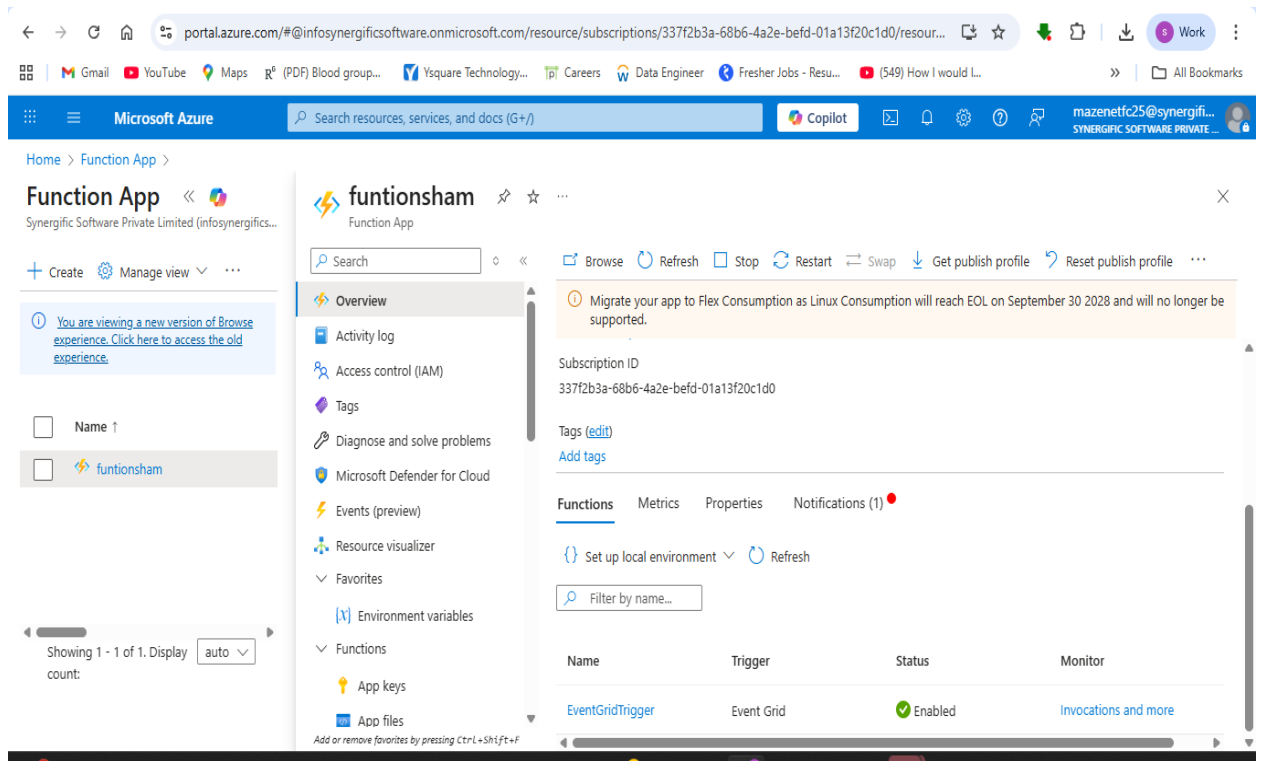 portal.azure.com/#@infosynergificsoftware.onmicrosoft.com/resource/subscriptions/337f2b3a-68b6-4a2e-befd-01a13f20c1d0/resour...
S Work
Gmail YouTube Maps R⁶ (PDF) Blood group... Ysquare Technology... Careers Data Engineer Fresher Jobs - Resu... (549) How I would l... » All Bookmarks
Microsoft Azure
Search resources, services, and docs (G+/)
Copilot
mazenetfc25@synergifi...
SYNERGIFIC SOFTWARE PRIVATE ...
Home > Function App >
Function App
Synergific Software Private Limited (infosynergifics...
+ Create Manage view ...
You are viewing a new version of Browse
experience. Click here to access the old
experience.
Name ↑
funtionsham
Showing 1 - 1 of 1. Display auto
count:
funtionsham ...
Function App
Search
Overview
Activity log
Access control (IAM)
Tags
Diagnose and solve problems
Microsoft Defender for Cloud
Events (preview)
Resource visualizer
Favorites
Environment variables
Functions
App keys
App files
Add or remove favorites by pressing Ctrl+Shift+F
Browse Refresh Stop Restart Swap Get publish profile Reset publish profile ...
Migrate your app to Flex Consumption as Linux Consumption will reach EOL on September 30 2028 and will no longer be
supported.
Subscription ID
337f2b3a-68b6-4a2e-befd-01a13f20c1d0
Tags (edit)
Add tags
Functions Metrics Properties Notifications (1)
{} Set up local environment Refresh
Filter by name...
Name Trigger Status Monitor
EventGridTrigger Event Grid Enabled Invocations and more